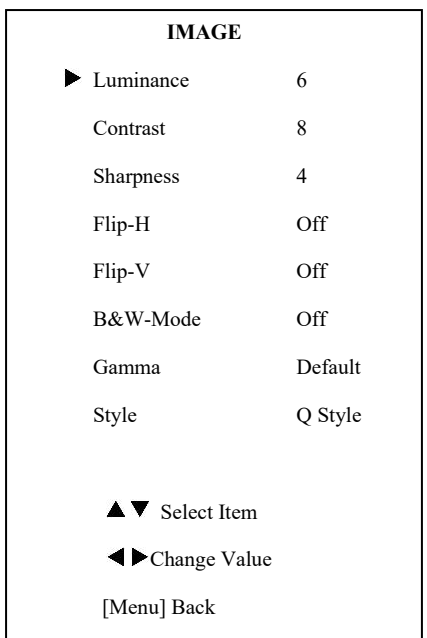 IMAGE
▶ Luminance 6
Contrast 8
Sharpness 4
Flip-H Off
Flip-V Off
B&W-Mode Off
Gamma Default
Style Q Style
▲▼ Select Item
◀▶Change Value
[Menu] Back